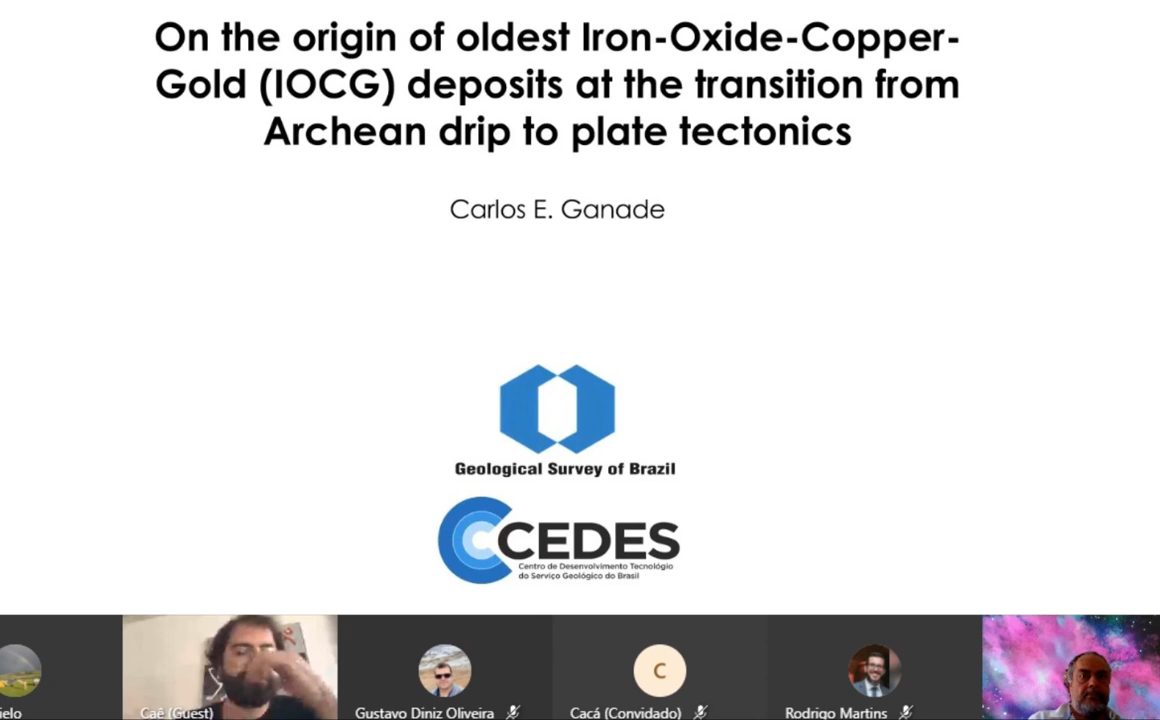 On the origin of oldest Iron-Oxide-Copper-
Gold (IOCG) deposits at the transition from
Archean drip to plate tectonics
Carlos E. Ganade
Geological Survey of Brazil
CEDES
Centro de Desenvolvimento Tecnológio
do Serviço Geológico do Brasil
C
ielo
Caê (Guest)
Gustavo Diniz Oliveira
Cacá (Convidado)
Rodrigo Martins